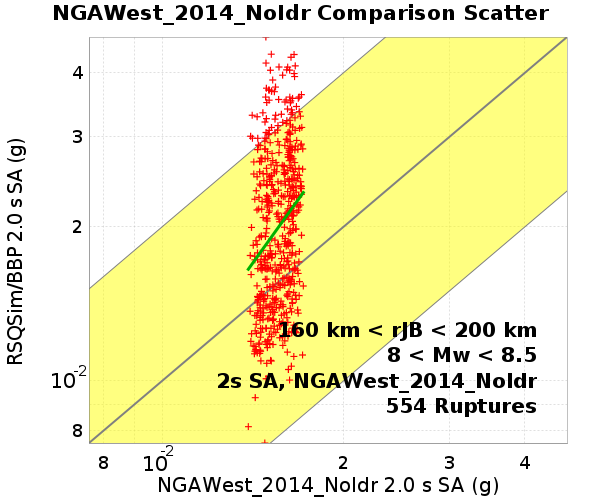 NGAWest_2014_NoIdr Comparison Scatter
RSQSim/BBP 2.0 s SA (g)
4
3
2
10-2
8
160 km < rJB < 200 km
8 < Mw < 8.5
2s SA, NGAWest_2014_NoIdr
554 Ruptures
8 10-2 2 3 4
NGAWest_2014_NoIdr 2.0 s SA (g)